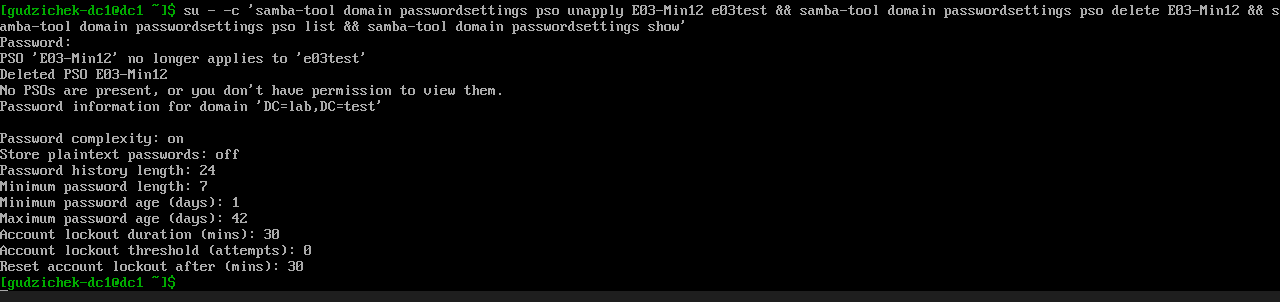 [gudzichek-dc1@dc1 ~]$ su - -c 'samba-tool domain passwordsettings pso unapply E03-Min12 e03test && samba-tool domain passwordsettings pso delete E03-Min12 && s
amba-tool domain passwordsettings pso list && samba-tool domain passwordsettings show'
Password:
PSO 'E03-Min12' no longer applies to 'e03test'
Deleted PSO E03-Min12
No PSOs are present, or you don't have permission to view them.
Password information for domain 'DC=lab,DC=test'
Password complexity: on
Store plaintext passwords: off
Password history length: 24
Minimum password length: 7
Minimum password age (days): 1
Maximum password age (days): 42
Account lockout duration (mins): 30
Account lockout threshold (attempts): 0
Reset account lockout after (mins): 30
[gudzichek-dc1@dc1 ~]$